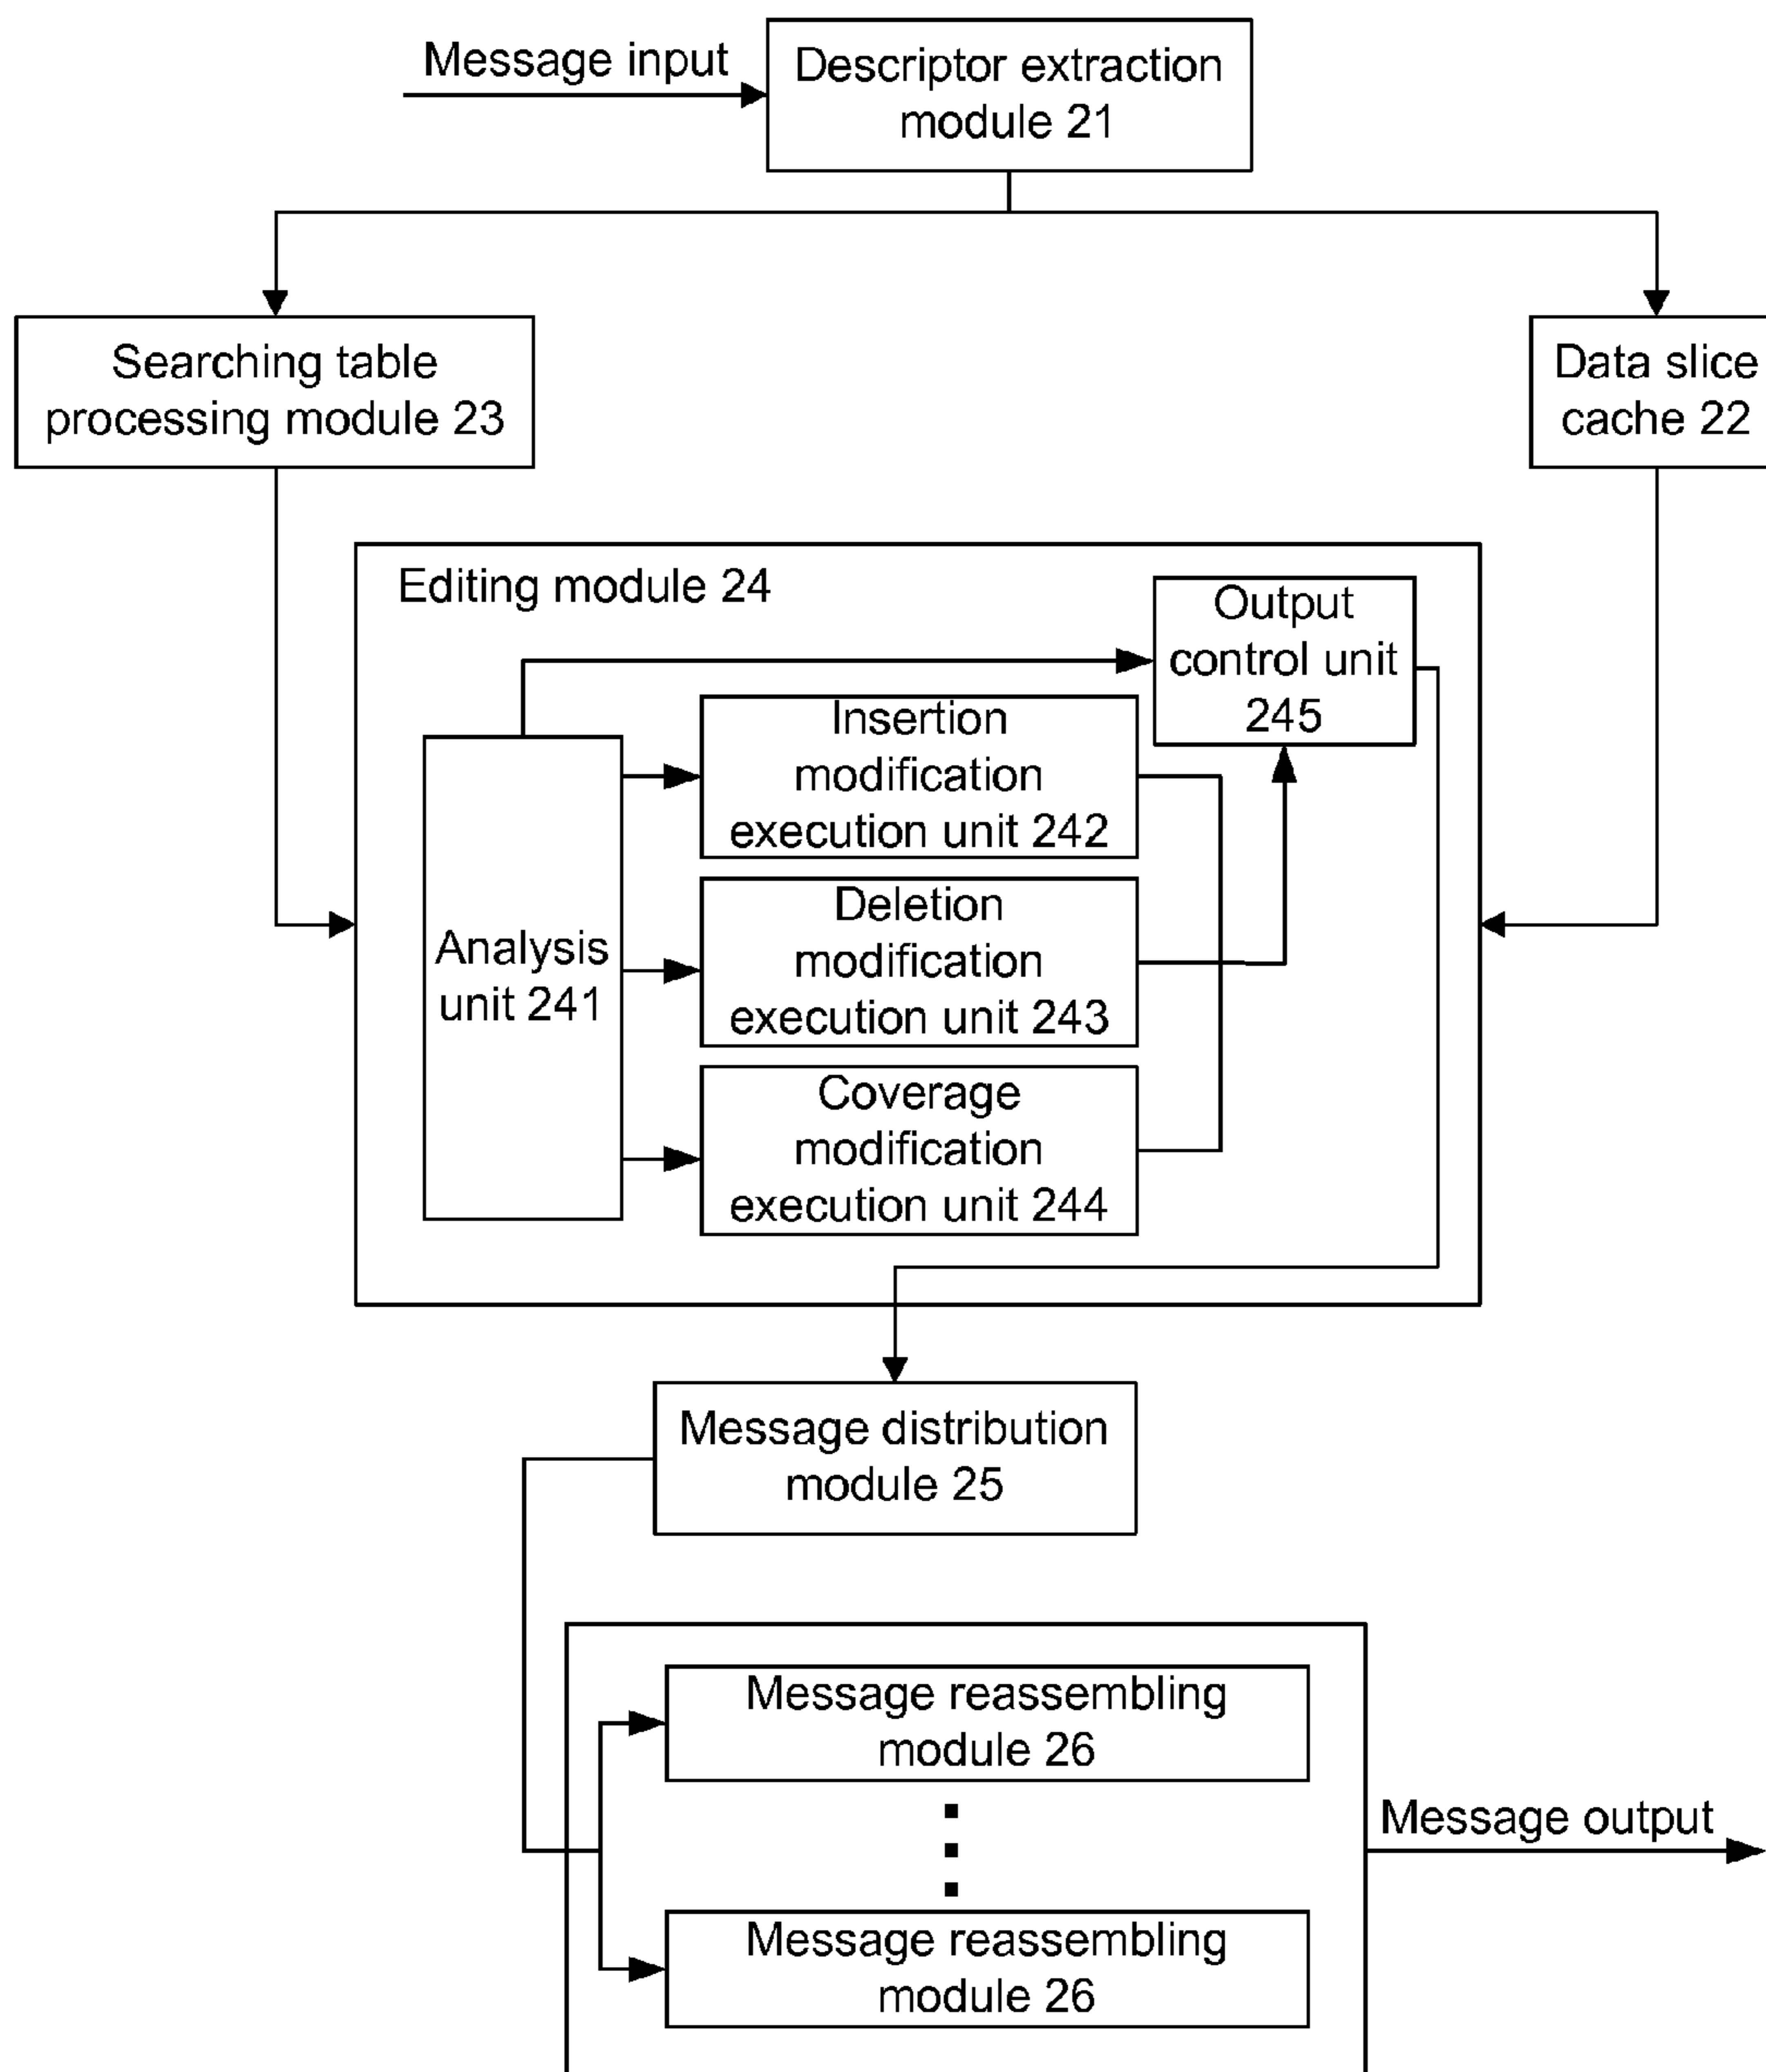 Message input
Descriptor extraction
module 21
Searching table
processing module 23
Data slice
cache 22
Editing module 24
Output
control unit
245
Insertion
modification
execution unit 242
Analysis
unit 241
Deletion
modification
execution unit 243
Coverage
modification
execution unit 244
Message distribution
module 25
Message reassembling
module 26
Message output
Message reassembling
module 26